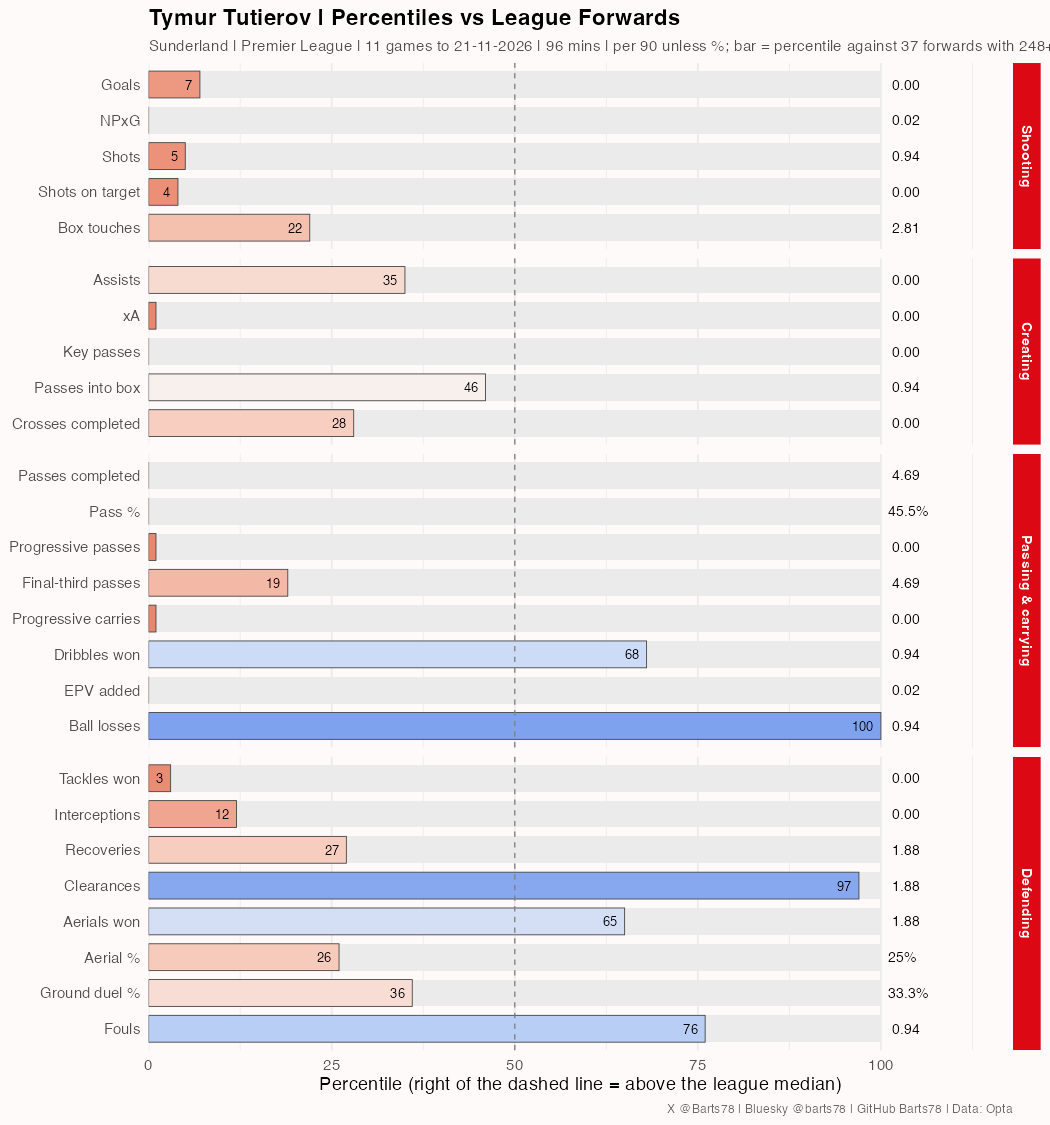 Tymur Tutierov | Percentiles vs League Forwards
Sunderland | Premier League | 11 games to 21-11-2026 | 96 mins | per 90 unless %; bar = percentile against 37 forwards with 248+
Goals 7 0.00
NPxG 0.02
Shots 5 0.94
Shots on target 4 0.00
Box touches 22 2.81
Shooting
Assists 35 0.00
xA 0.00
Key passes 0.00
Passes into box 46 0.94
Crosses completed 28 0.00
Creating
Passes completed 4.69
Pass % 45.5%
Progressive passes 0.00
Final-third passes 19 4.69
Progressive carries 0.00
Dribbles won 68 0.94
EPV added 0.02
Ball losses 100 0.94
Passing & carrying
Tackles won 3 0.00
Interceptions 12 0.00
Recoveries 27 1.88
Clearances 97 1.88
Aerials won 65 1.88
Aerial % 26 25%
Ground duel % 36 33.3%
Fouls 76 0.94
Defending
0 25 50 75 100
Percentile (right of the dashed line = above the league median)
X @Barts78 | Bluesky @barts78 | GitHub Barts78 | Data: Opta